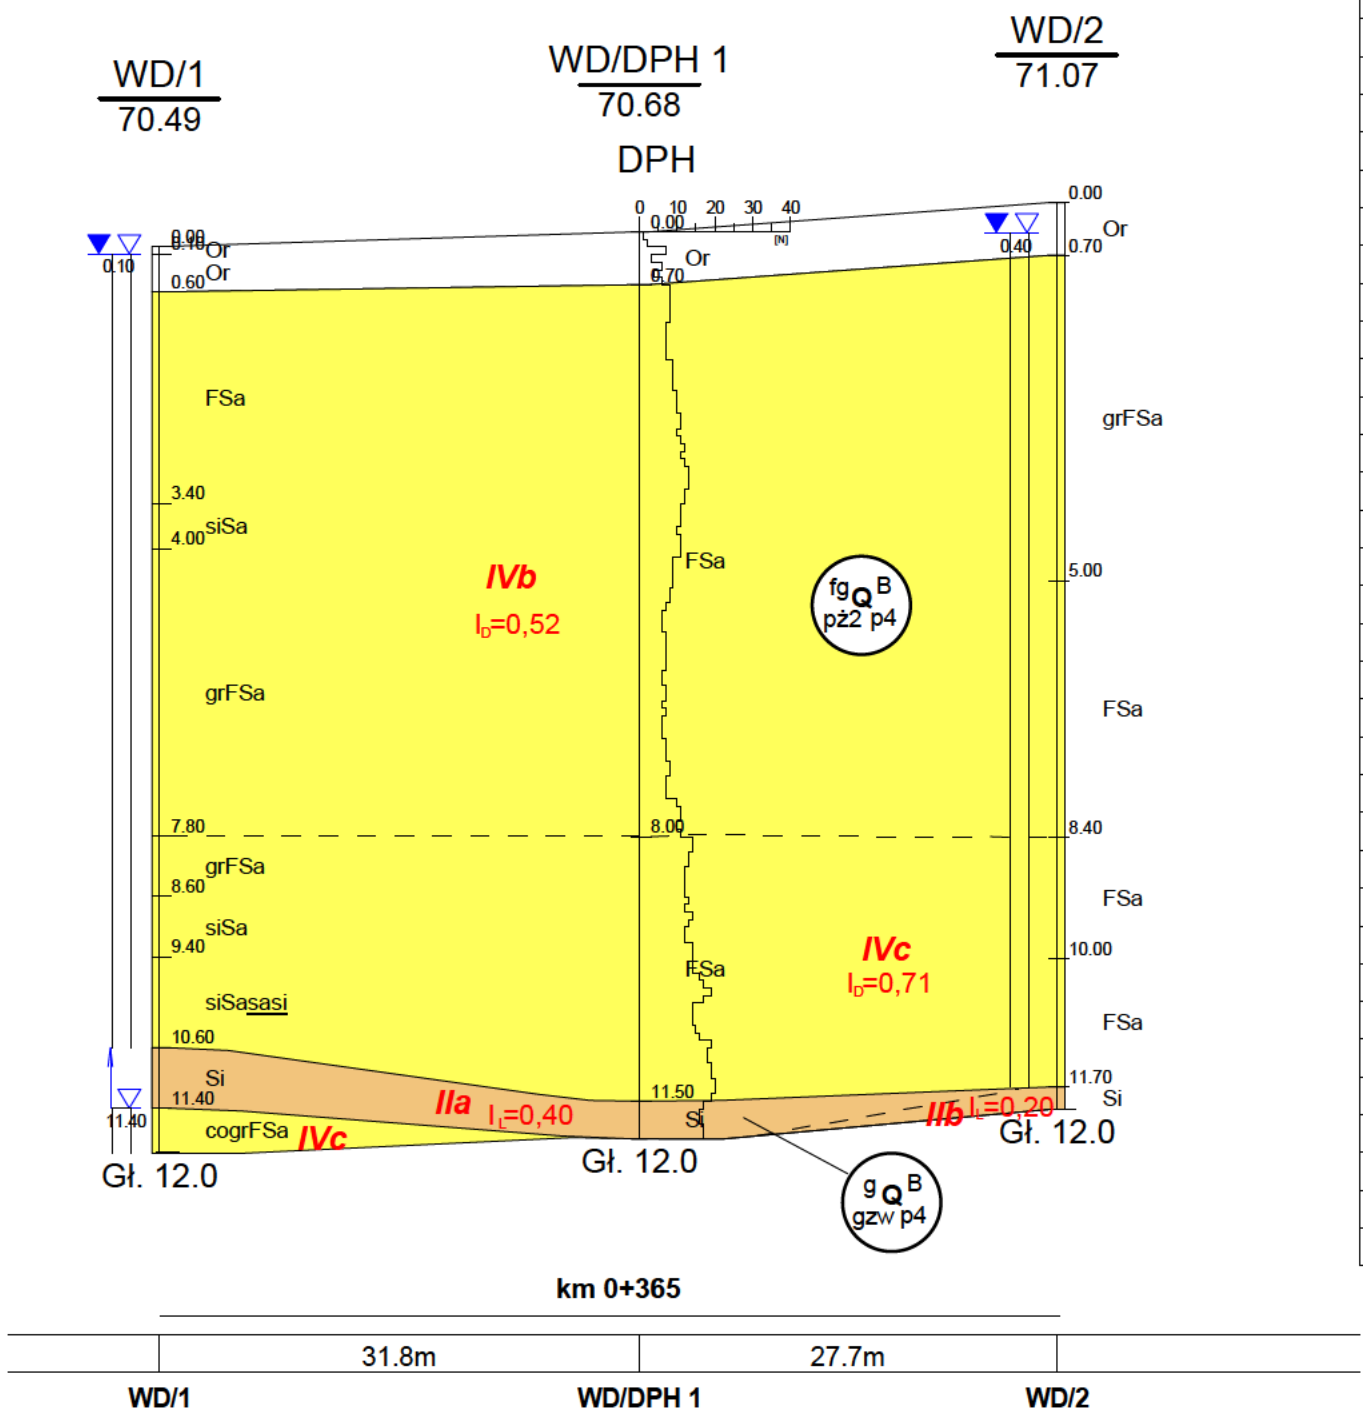 WD/1
70.49
WD/DPH 1
70.68
WD/2
71.07
DPH
0 10 20 30 40
[N]
0.00
0.10
Or
Or
0.10
0.60
FSa
3.40
siSa
4.00
grFSa
7.80
grFSa
8.60
siSa
9.40
siSasasi
10.60
Si
11.40
11.40
cogrFSa
Gł. 12.0
0.00
Or
0.70
FSa
8.00
FSa
11.50
Si
Gł. 12.0
0.00
Or
0.40
0.70
grFSa
5.00
FSa
8.40
FSa
10.00
FSa
11.70
Si
Gł. 12.0
IVb
ID=0,52
fg Q B
pż2 p4
IVc
ID=0,71
IIa IL=0,40
IVc
IIb IL=0,20
g Q B
gzw p4
km 0+365
31.8m 27.7m
WD/1 WD/DPH 1 WD/2